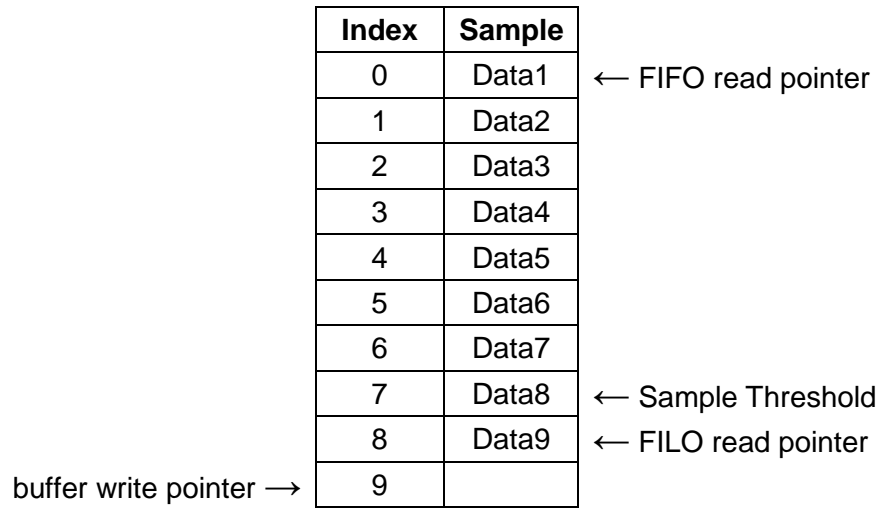 Index Sample
0 Data1 ← FIFO read pointer
1 Data2
2 Data3
3 Data4
4 Data5
5 Data6
6 Data7
7 Data8 ← Sample Threshold
8 Data9 ← FILO read pointer
buffer write pointer → 9